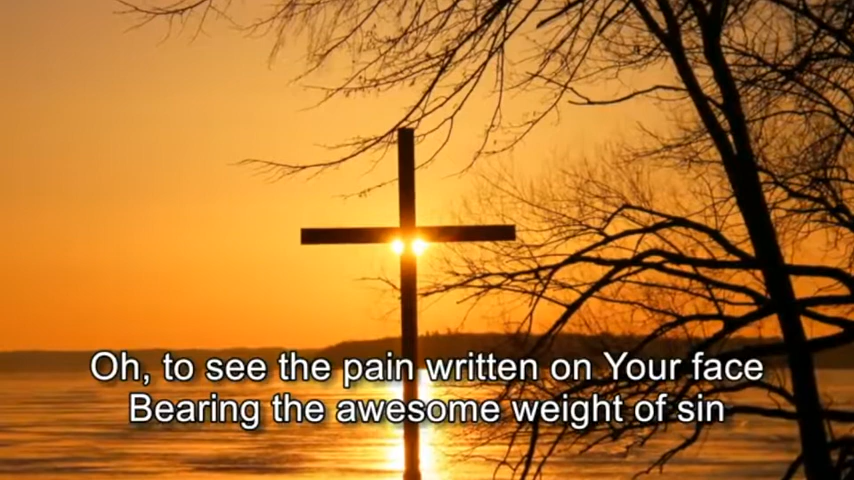 Oh, to see the pain written on Your face
Bearing the awesome weight of sin